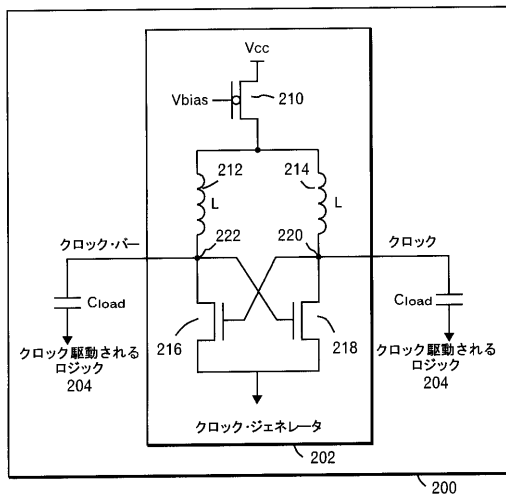 Vcc
Vbias
210
212
214
L
L
クロック・バー
222
220
クロック
Cload
Cload
216
218
クロック駆動される
ロジック
204
クロック駆動される
ロジック
204
クロック・ジェネレータ
202
200